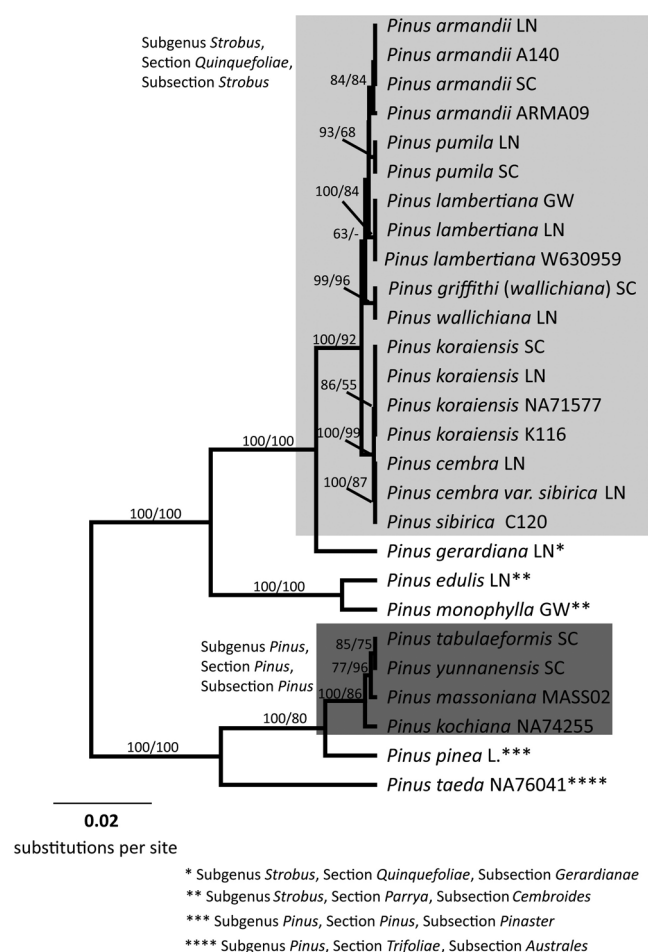 Pinus armandii LN
Subgenus Strobus,
Section Quinquefoliae,
Subsection Strobus
Pinus armandii A140
84/84
Pinus armandii SC
Pinus armandii ARMA09
93/68
Pinus pumila LN
Pinus pumila SC
100/84
Pinus lambertiana GW
63/-
Pinus lambertiana LN
Pinus lambertiana W630959
99/96
Pinus griffithi (wallichiana) SC
Pinus wallichiana LN
100/92
Pinus koraiensis SC
86/55
Pinus koraiensis LN
Pinus koraiensis NA71577
100/99
Pinus koraiensis K116
100/100
Pinus cembra LN
100/87
Pinus cembra var. sibirica LN
100/100
Pinus sibirica C120
Pinus gerardiana LN*
100/100
Pinus edulis LN**
Pinus monophylla GW**
Subgenus Pinus,
Section Pinus,
Subsection Pinus
85/75
Pinus tabulaeformis SC
77/96
Pinus yunnanensis SC
100/86
Pinus massoniana MASS02
100/80
Pinus kochiana NA74255
100/100
Pinus pinea L.***
Pinus taeda NA76041****
0.02
substitutions per site
* Subgenus Strobus, Section Quinquefoliae, Subsection Gerardianae
** Subgenus Strobus, Section Parrya, Subsection Cembroides
*** Subgenus Pinus, Section Pinus, Subsection Pinaster
**** Subgenus Pinus, Section Trifoliae, Subsection Australes